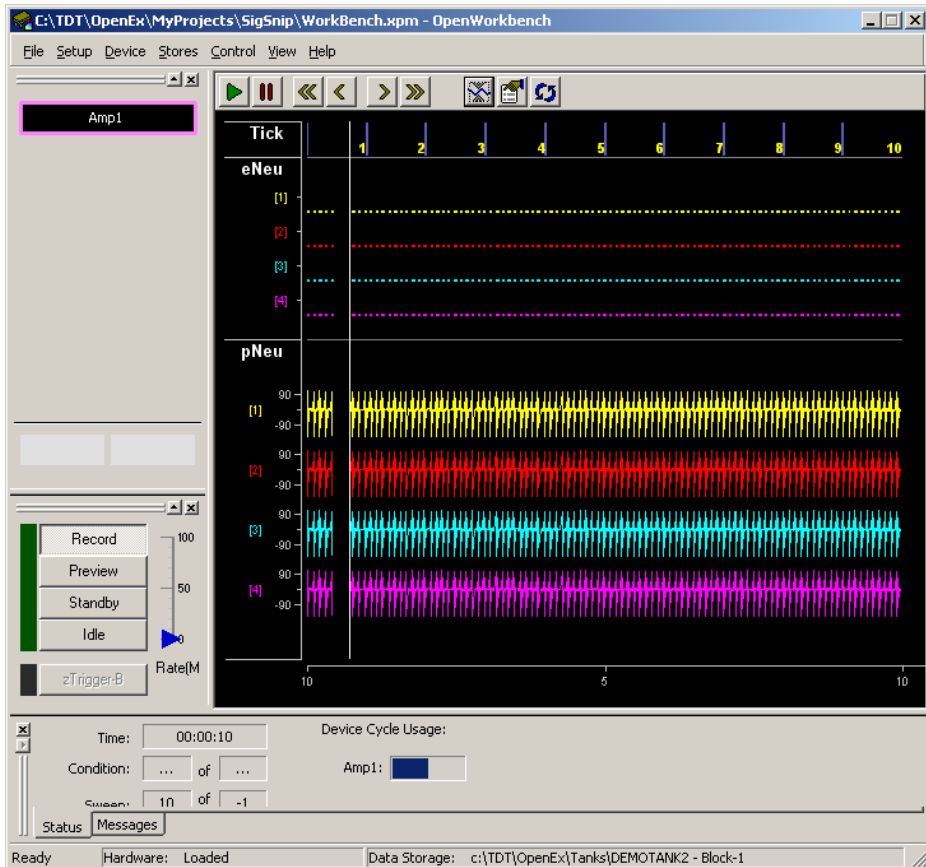 C:\TDT\OpenEx\MyProjects\SigSnip\WorkBench.xpm - OpenWorkbench
File Setup Device Stores Control View Help
Amp1
Tick
1 2 3 4 5 6 7 8 9 10
eNeu
[1]
[2]
[3]
[4]
pNeu
90
[1]
-90
90
[2]
-90
90
[3]
-90
90
[4]
-90
10 5 10
Record
Preview
Standby
Idle
zTrigger-B
100
50
0
Rate(M
Time: 00:00:10
Condition: ... of ...
Sweep: 10 of -1
Device Cycle Usage:
Amp1:
Status Messages
Ready Hardware: Loaded Data Storage: c:\TDT\OpenEx\Tanks\DEMOTANK2 - Block-1